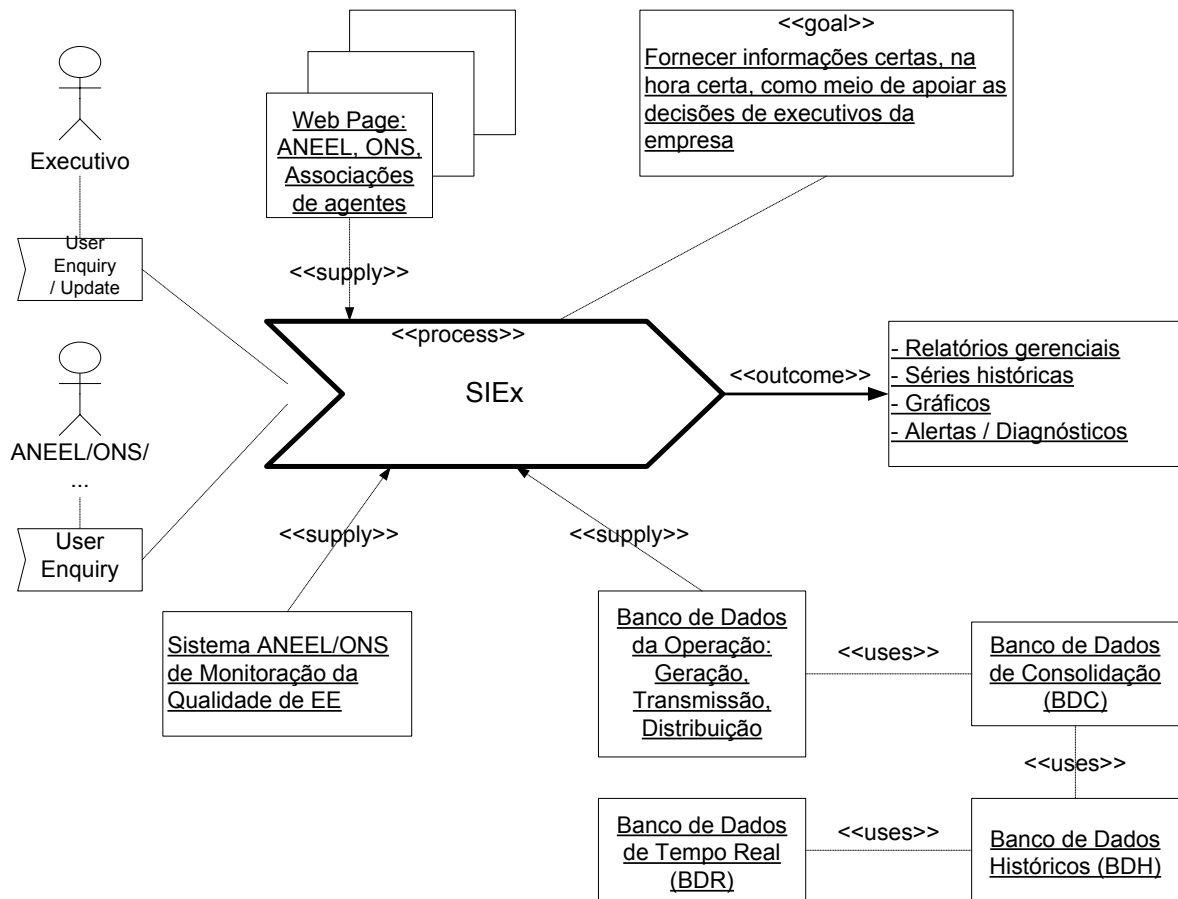 <<goal>>
Fornecer informações certas, na
hora certa, como meio de apoiar as
decisões de executivos da
empresa
Web Page:
ANEEL, ONS,
Associações
de agentes
Executivo
User
Enquiry
/ Update
<<supply>>
<<process>>
SIEx
<<outcome>>
- Relatórios gerenciais
- Séries históricas
- Gráficos
- Alertas / Diagnósticos
ANEEL/ONS/
...
User
Enquiry
<<supply>>
<<supply>>
Sistema ANEEL/ONS
de Monitoração da
Qualidade de EE
Banco de Dados
da Operação:
Geração,
Transmissão,
Distribuição
<<uses>>
Banco de Dados
de Consolidação
(BDC)
<<uses>>
Banco de Dados
de Tempo Real
(BDR)
<<uses>>
Banco de Dados
Históricos (BDH)